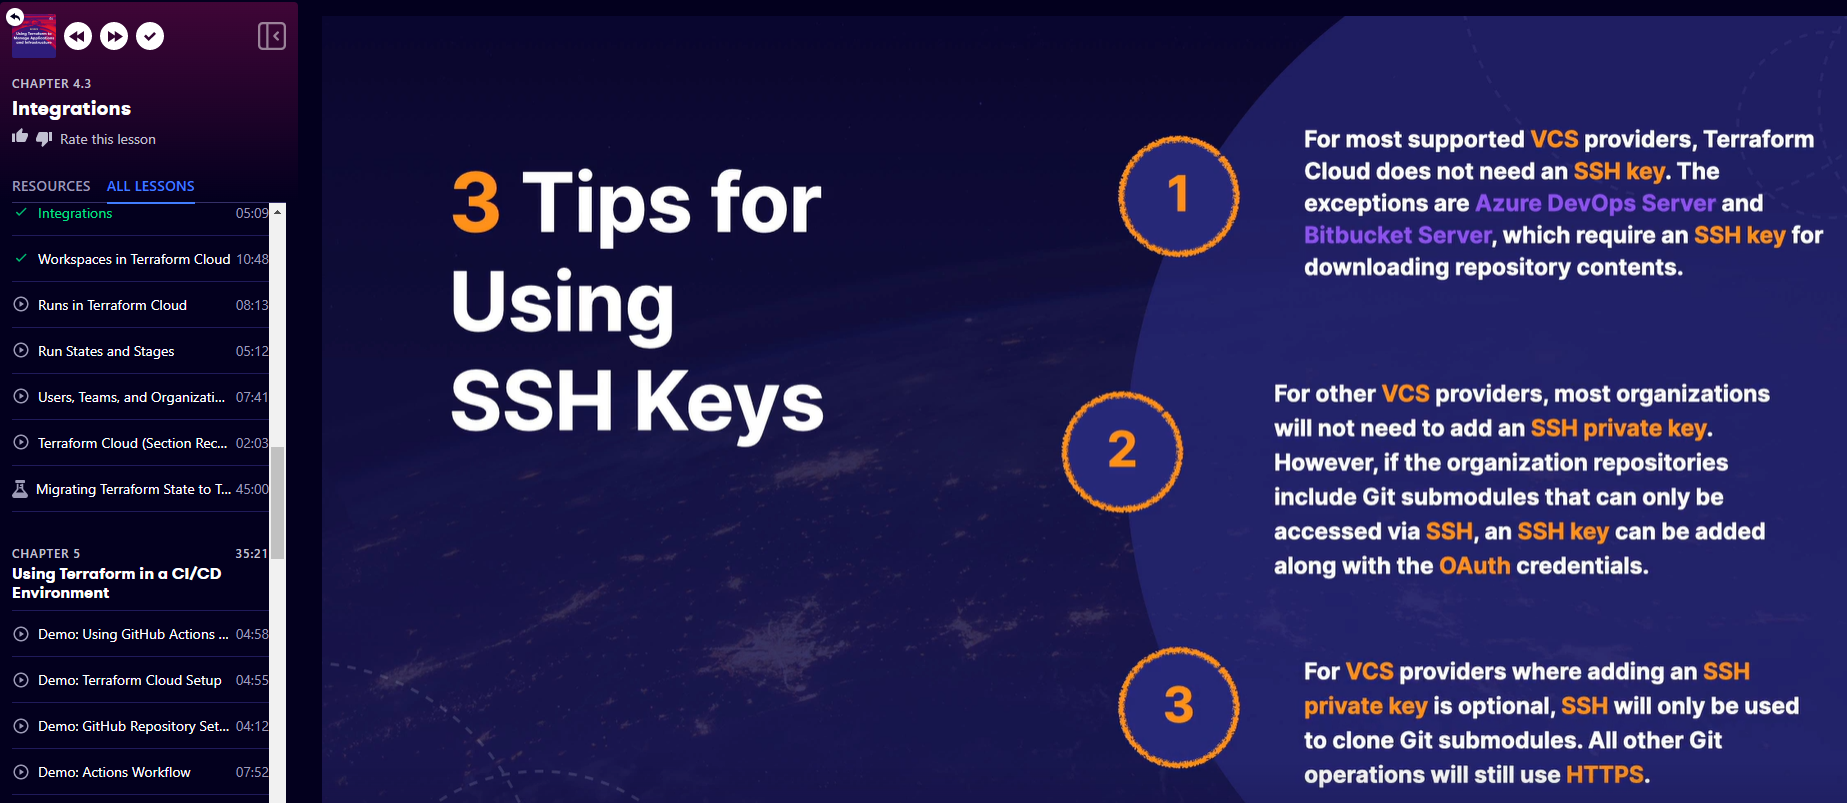 Using Terraform to
Manage Applications
and Infrastructure
CHAPTER 4.3
Integrations
Rate this lesson
RESOURCES ALL LESSONS
Integrations 05:09
Workspaces in Terraform Cloud 10:48
Runs in Terraform Cloud 08:13
Run States and Stages 05:12
Users, Teams, and Organizati... 07:41
Terraform Cloud (Section Rec... 02:03
Migrating Terraform State to T... 45:00
CHAPTER 5 35:21
Using Terraform in a CI/CD
Environment
Demo: Using GitHub Actions ... 04:58
Demo: Terraform Cloud Setup 04:55
Demo: GitHub Repository Set... 04:12
Demo: Actions Workflow 07:52
3 Tips for
Using
SSH Keys
1
For most supported VCS providers, Terraform
Cloud does not need an SSH key. The
exceptions are Azure DevOps Server and
Bitbucket Server, which require an SSH key for
downloading repository contents.
2
For other VCS providers, most organizations
will not need to add an SSH private key.
However, if the organization repositories
include Git submodules that can only be
accessed via SSH, an SSH key can be added
along with the OAuth credentials.
3
For VCS providers where adding an SSH
private key is optional, SSH will only be used
to clone Git submodules. All other Git
operations will still use HTTPS.